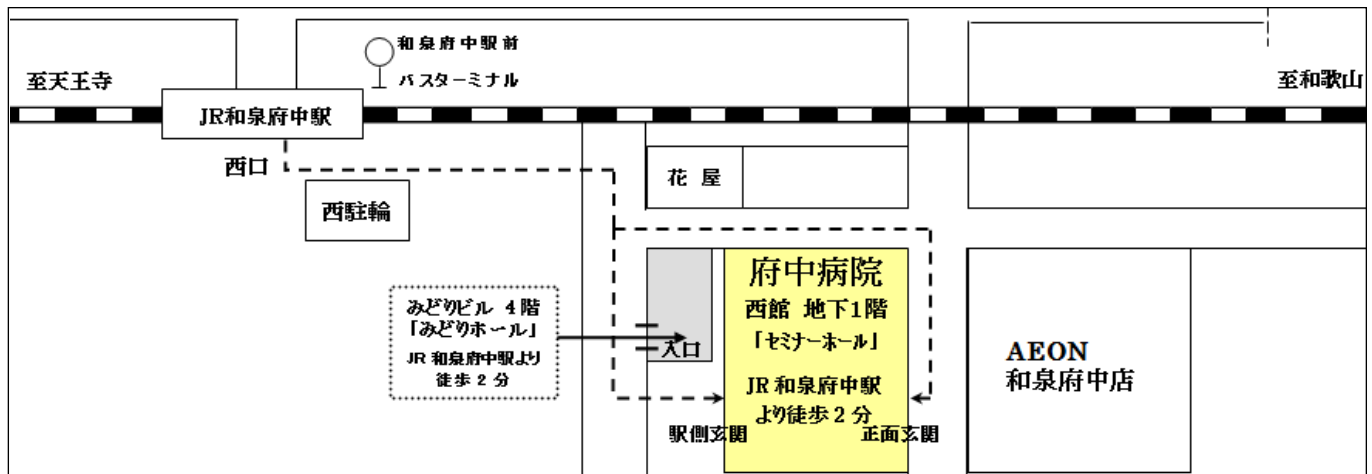 和泉府中駅前
バスターミナル
至天王寺
至和歌山
JR和泉府中駅
西口
西駐輪
花屋
みどりビル 4階
「みどりホール」
JR和泉府中駅より
徒歩2分
入口
府中病院
西館 地下1階
「セミナーホール」
JR和泉府中駅
より徒歩2分
駅側玄関
正面玄関
AEON
和泉府中店